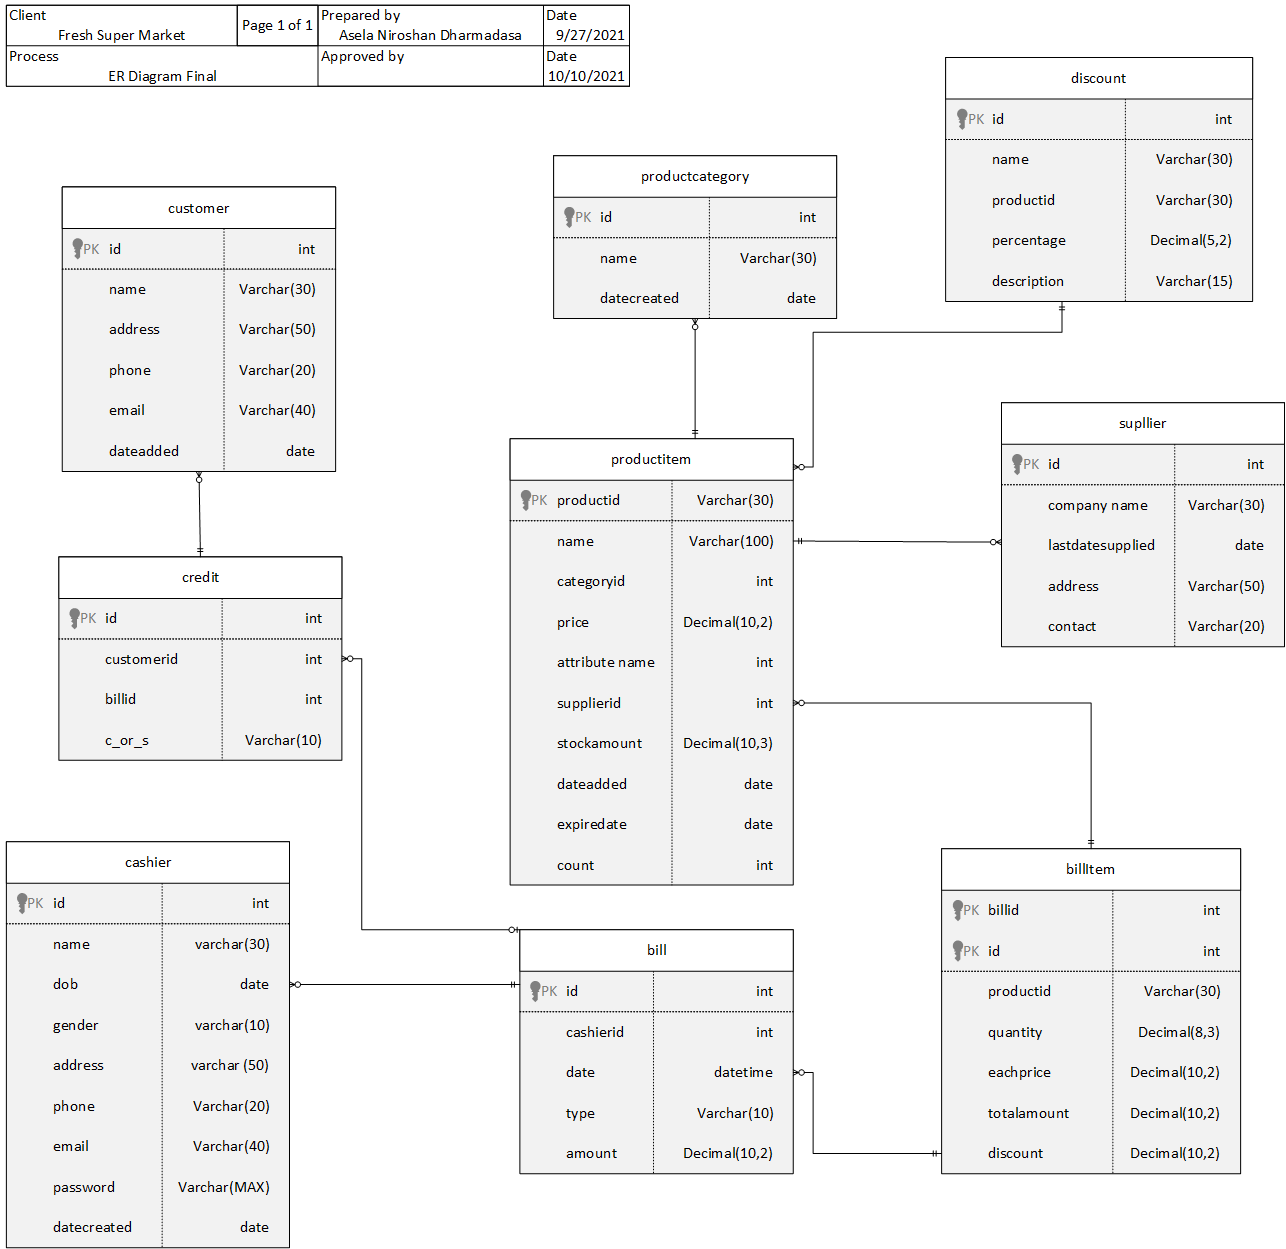 Client
Fresh Super Market
Page 1 of 1
Prepared by
Asela Niroshan Dharmadasa
Date
9/27/2021
Process
ER Diagram Final
Approved by
Date
10/10/2021
discount
PK id int
name Varchar(30)
productid Varchar(30)
percentage Decimal(5,2)
description Varchar(15)
productcategory
PK id int
name Varchar(30)
datecreated date
customer
PK id int
name Varchar(30)
address Varchar(50)
phone Varchar(20)
email Varchar(40)
dateadded date
supllier
PK id int
company name Varchar(30)
lastdatesupplied date
address Varchar(50)
contact Varchar(20)
productitem
PK productid Varchar(30)
name Varchar(100)
categoryid int
price Decimal(10,2)
attribute name int
supplierid int
stockamount Decimal(10,3)
dateadded date
expiredate date
count int
credit
PK id int
customerid int
billid int
c_or_s Varchar(10)
cashier
PK id int
name varchar(30)
dob date
gender varchar(10)
address varchar (50)
phone Varchar(20)
email Varchar(40)
password Varchar(MAX)
datecreated date
bill
PK id int
cashierid int
date datetime
type Varchar(10)
amount Decimal(10,2)
billItem
PK billid int
PK id int
productid Varchar(30)
quantity Decimal(8,3)
eachprice Decimal(10,2)
totalamount Decimal(10,2)
discount Decimal(10,2)